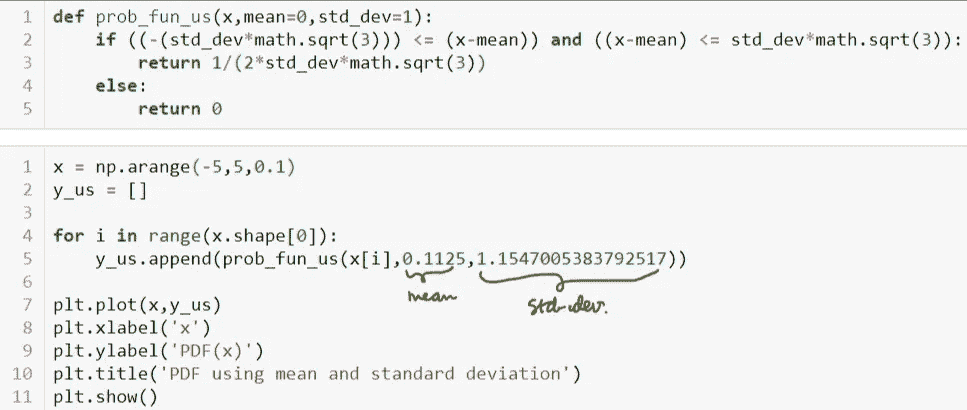 1 def prob_fun_us(x,mean=0,std_dev=1):
2     if ((-(std_dev*math.sqrt(3))) <= (x-mean)) and ((x-mean) <= std_dev*math.sqrt(3)):
3         return 1/(2*std_dev*math.sqrt(3))
4     else:
5         return 0
1 x = np.arange(-5,5,0.1)
2 y_us = []
3
4 for i in range(x.shape[0]):
5     y_us.append(prob_fun_us(x[i],0.1125,1.1547005383792517))
6
mean std-dev.
7 plt.plot(x,y_us)
8 plt.xlabel('x')
9 plt.ylabel('PDF(x)')
10 plt.title('PDF using mean and standard deviation')
11 plt.show()